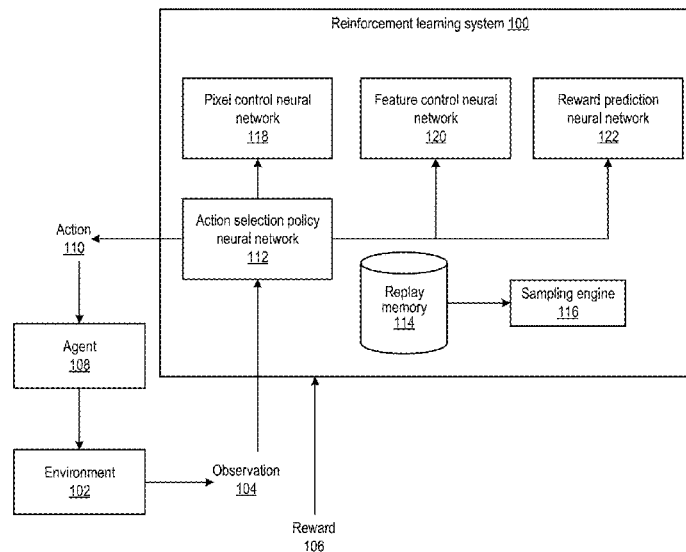 Reinforcement learning system 100
Pixel control neural
network
118
Feature control neural
network
120
Reward prediction
neural network
122
Action selection policy
neural network
112
Action
110
Replay
memory
114
Sampling engine
116
Agent
108
Environment
102
Observation
104
Reward
106